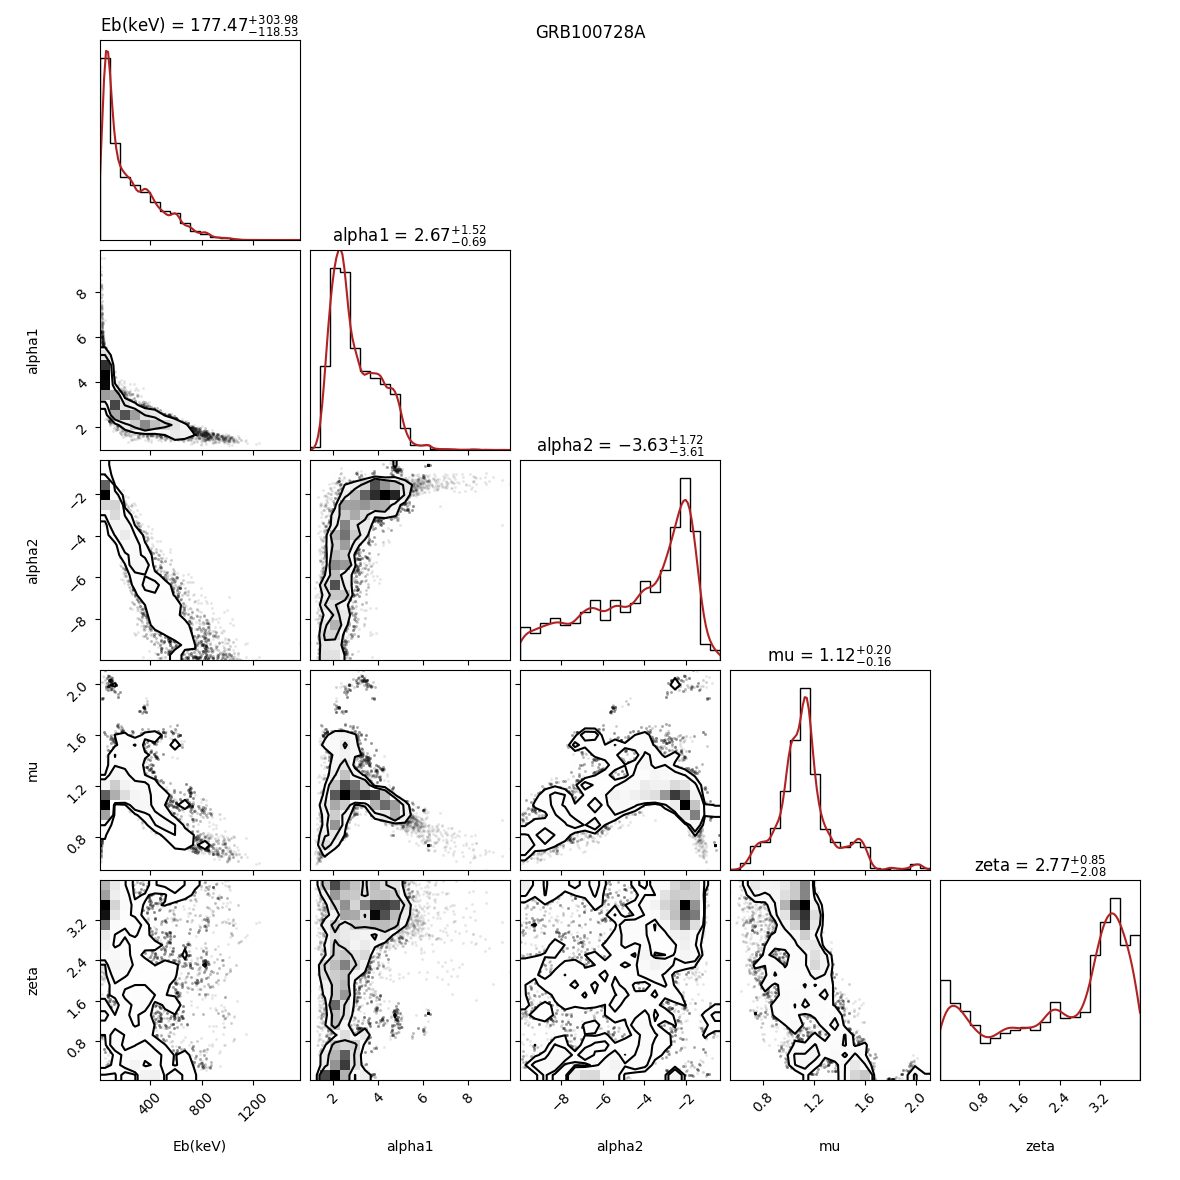 GRB100728A
Eb(keV) = 177.47+303.98−118.53
alpha1 = 2.67+1.52−0.69
8
6
4
2
alpha1
alpha2 = −3.63+1.72−3.61
−2
−4
−6
−8
alpha2
mu = 1.12+0.20−0.16
2.0
1.6
1.2
0.8
mu
zeta = 2.77+0.85−2.08
3.2
2.4
1.6
0.8
zeta
400 800 1200 2 4 6 8 −8 −6 −4 −2 0.8 1.2 1.6 2.0 0.8 1.6 2.4 3.2
Eb(keV) alpha1 alpha2 mu zeta